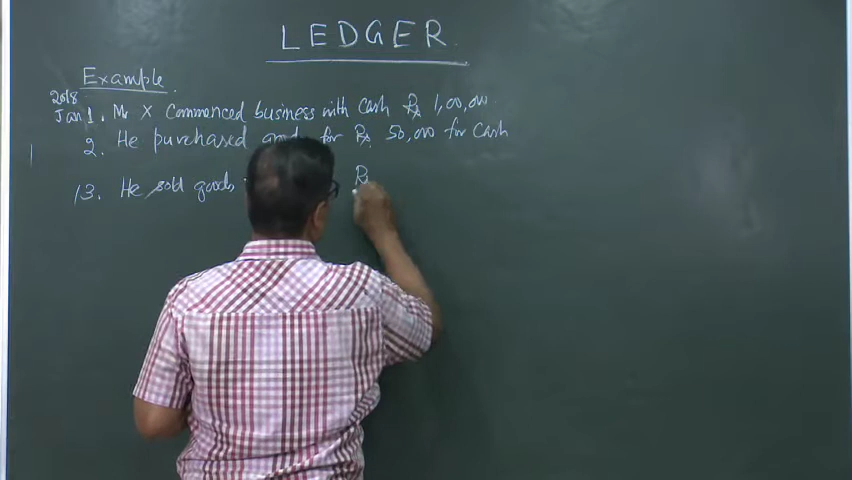 LEDGER
Example
2018
Jan 1. Mr X Commenced business with Cash Rs 1,00,000
2. He purchased goods for Rs. 50,000 for Cash
13. He sold goods Rs